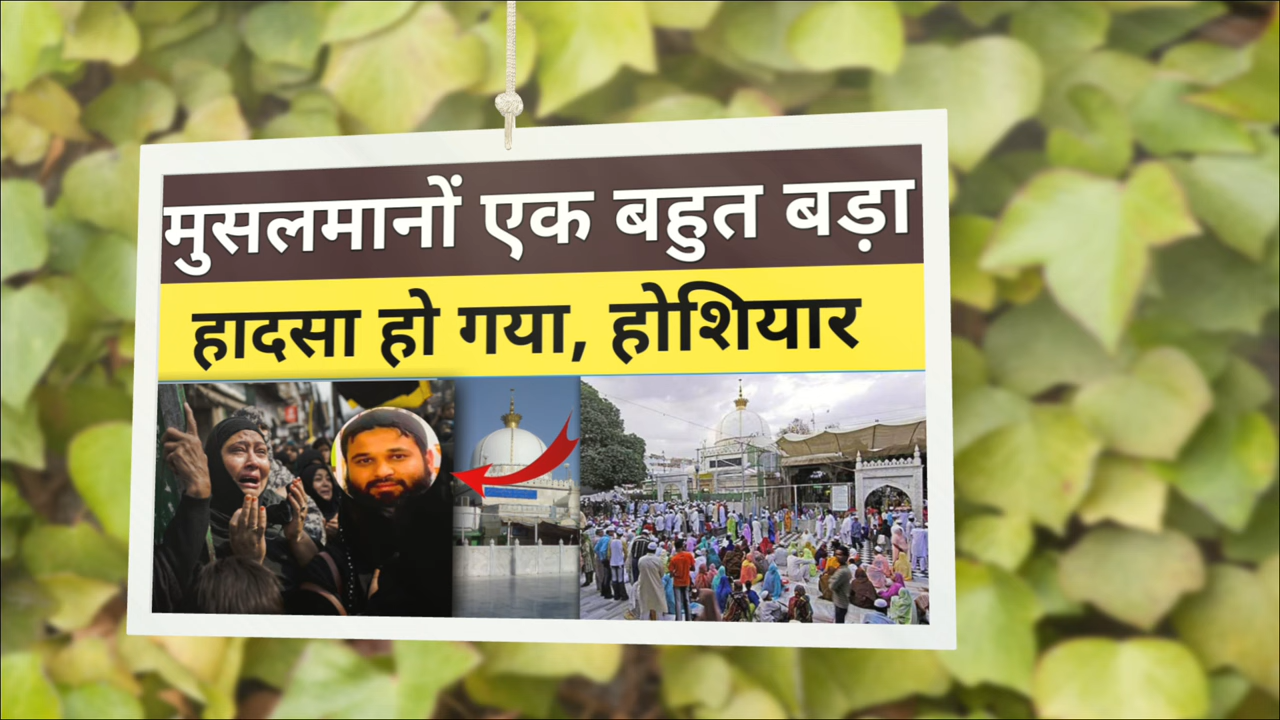 मुसलमानों एक बहुत बड़ा
हादसा हो गया, होशियार